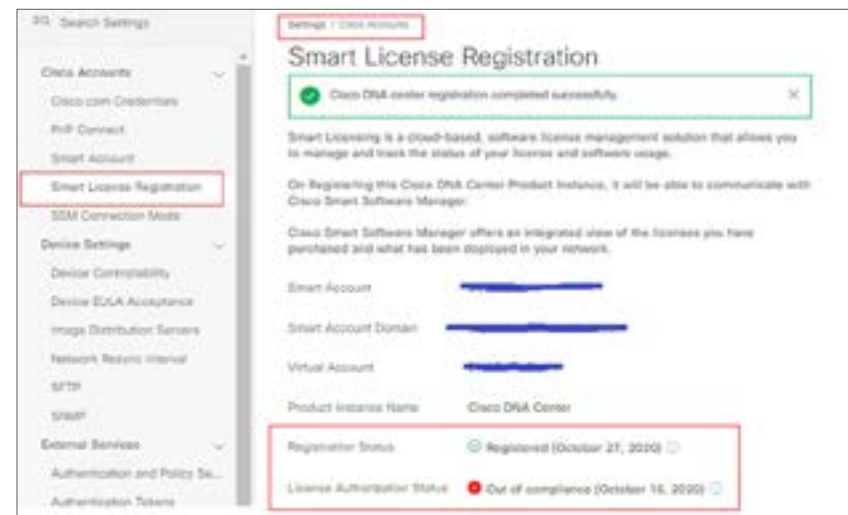 Search Settings
Cisco Accounts
Cisco.com Credentials
PnP Connect
Smart Account
Smart License Registration
SSM Connection Mode
Device Settings
Device Controllability
Device EULA Acceptance
Image Distribution Servers
Network Resync Interval
SFTP
SNMP
External Services
Authentication and Policy Se...
Authentication Tokens
Settings / Cisco Accounts
Smart License Registration
Cisco DNA center registration completed successfully.
Smart Licensing is a cloud-based, software license management solution that allows you
to manage and track the status of your license and software usage.
On Registering this Cisco DNA Center Product Instance, it will be able to communicate with
Cisco Smart Software Manager.
Cisco Smart Software Manager offers an integrated view of the licenses you have
purchased and what has been deployed in your network.
Smart Account
Smart Account Domain
Virtual Account
Product Instance Name Cisco DNA Center
Registration Status Registered (October 27, 2020)
License Authorization Status Out of compliance (October 16, 2020)